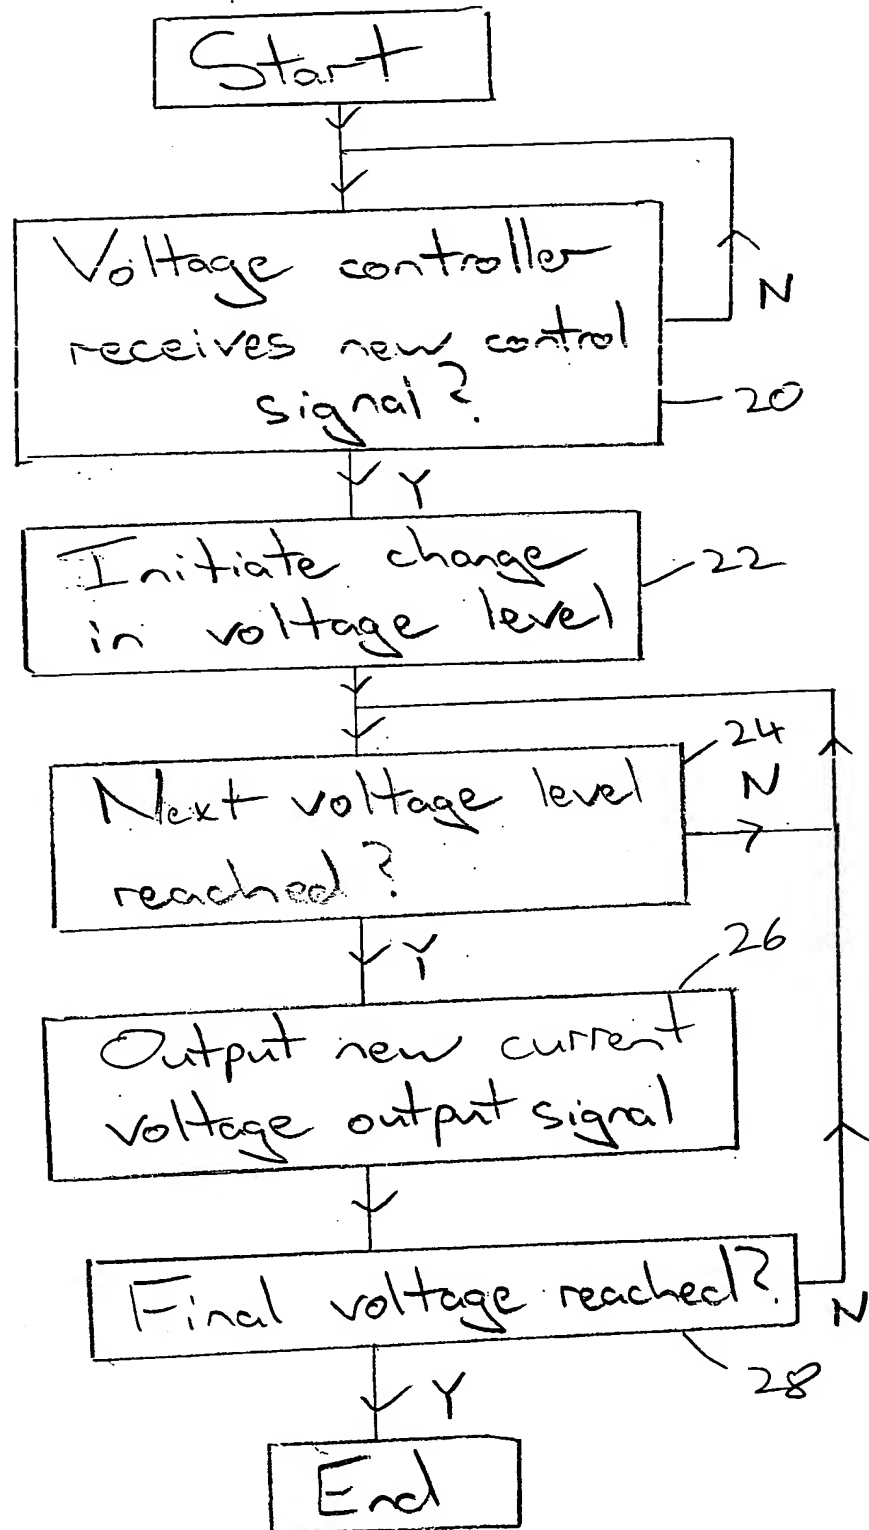 Start
Voltage controller
receives new control
signal?
N
20
Y
Initiate change
in voltage level
22
Next voltage level
reached?
24
N
Y
26
Output new current
voltage output signal
Final voltage reached?
N
28
Y
End